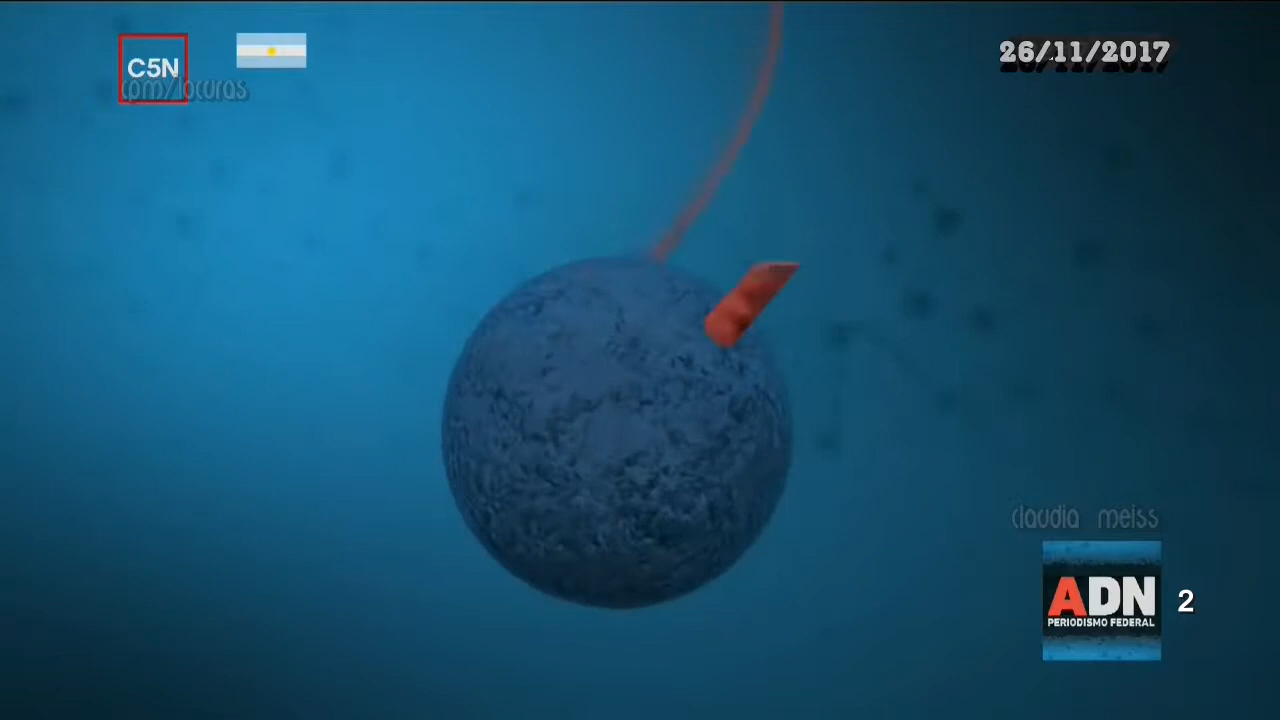 C5N
26/11/2017
claudia meiss
ADN
PERIODISMO FEDERAL
2